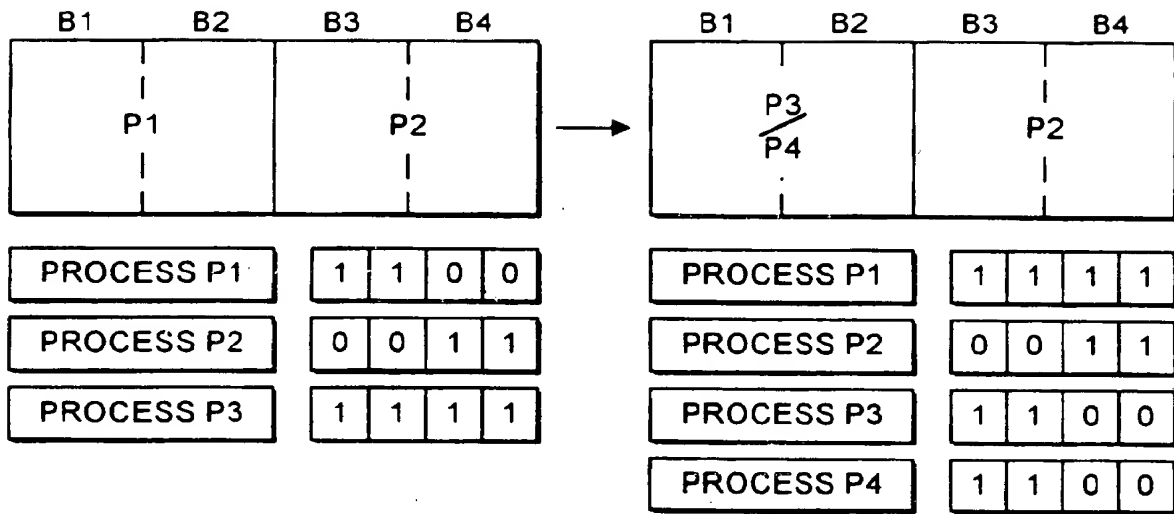 B1 B2 B3 B4
P1 P2
PROCESS P1 1 1 0 0
PROCESS P2 0 0 1 1
PROCESS P3 1 1 1 1
B1 B2 B3 B4
P3
P4
P2
PROCESS P1 1 1 1 1
PROCESS P2 0 0 1 1
PROCESS P3 1 1 0 0
PROCESS P4 1 1 0 0